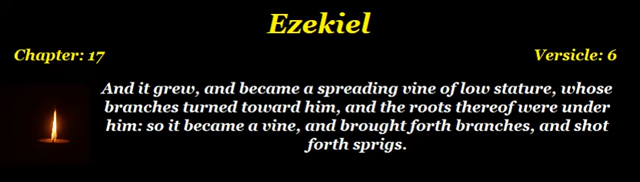 Ezekiel
Chapter: 17 Versicle: 6
And it grew, and became a spreading vine of low stature, whose
branches turned toward him, and the roots thereof were under
him: so it became a vine, and brought forth branches, and shot
forth sprigs.